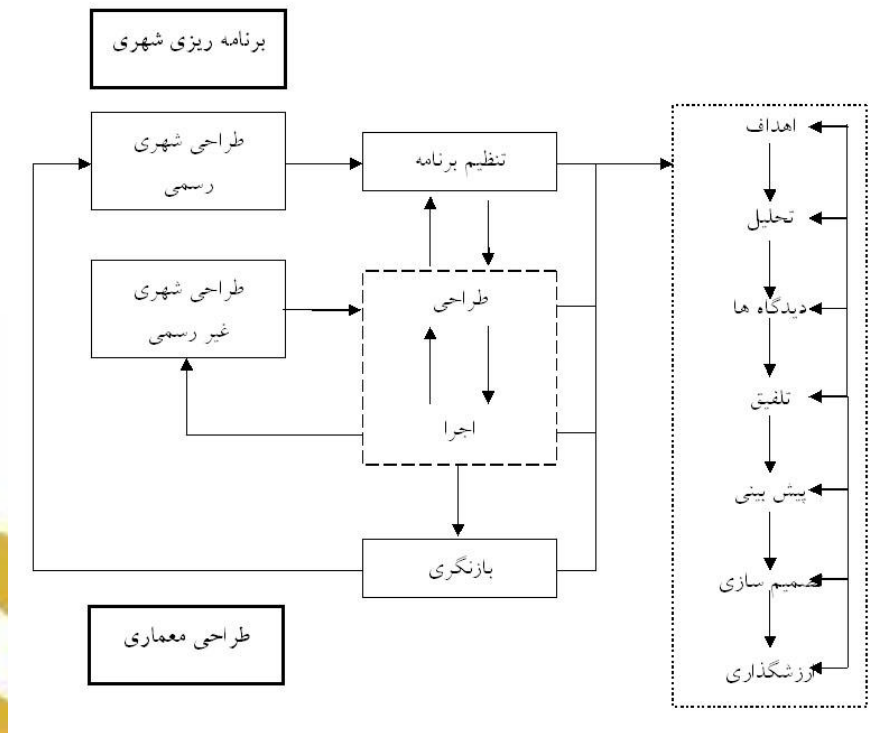 برنامه ریزی شهری
طراحی شهری
رسمی
تنظیم برنامه
طراحی شهری
غیر رسمی
طراحی
اجرا
بازنگری
طراحی معماری
اهداف
تحلیل
دیدگاه ها
تلفیق
پیش بینی
تصمیم سازی
ارزشگذاری